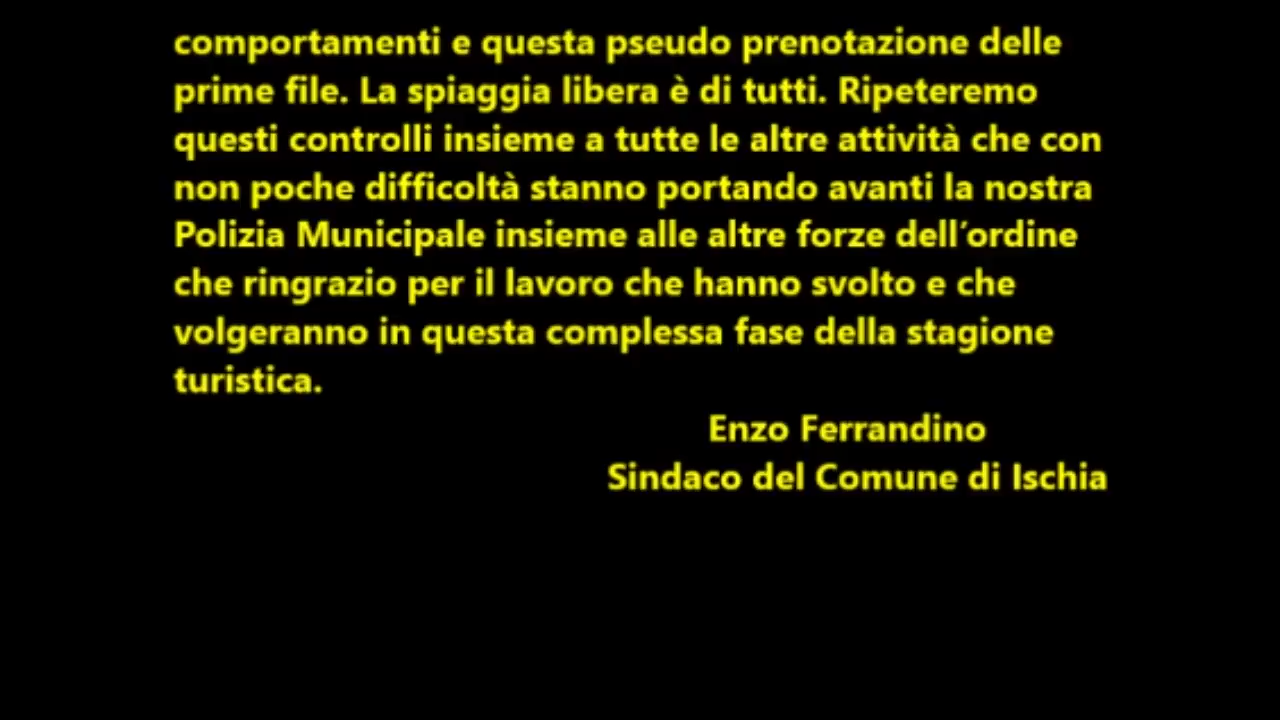 comportamenti e questa pseudo prenotazione delle
prime file. La spiaggia libera è di tutti. Ripeteremo
questi controlli insieme a tutte le altre attività che con
non poche difficoltà stanno portando avanti la nostra
Polizia Municipale insieme alle altre forze dell´ordine
che ringrazio per il lavoro che hanno svolto e che
volgeranno in questa complessa fase della stagione
turistica.
Enzo Ferrandino
Sindaco del Comune di Ischia